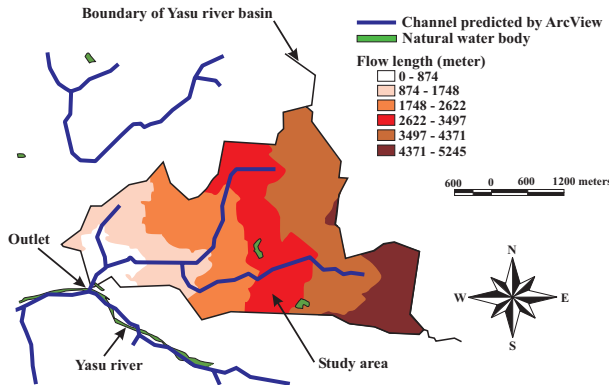 Boundary of Yasu river basin
Channel predicted by ArcView
Natural water body
Flow length (meter)
0 - 874
874 - 1748
1748 - 2622
2622 - 3497
3497 - 4371
4371 - 5245
600 0 600 1200 meters
Outlet
N
W E
S
Yasu river
Study area